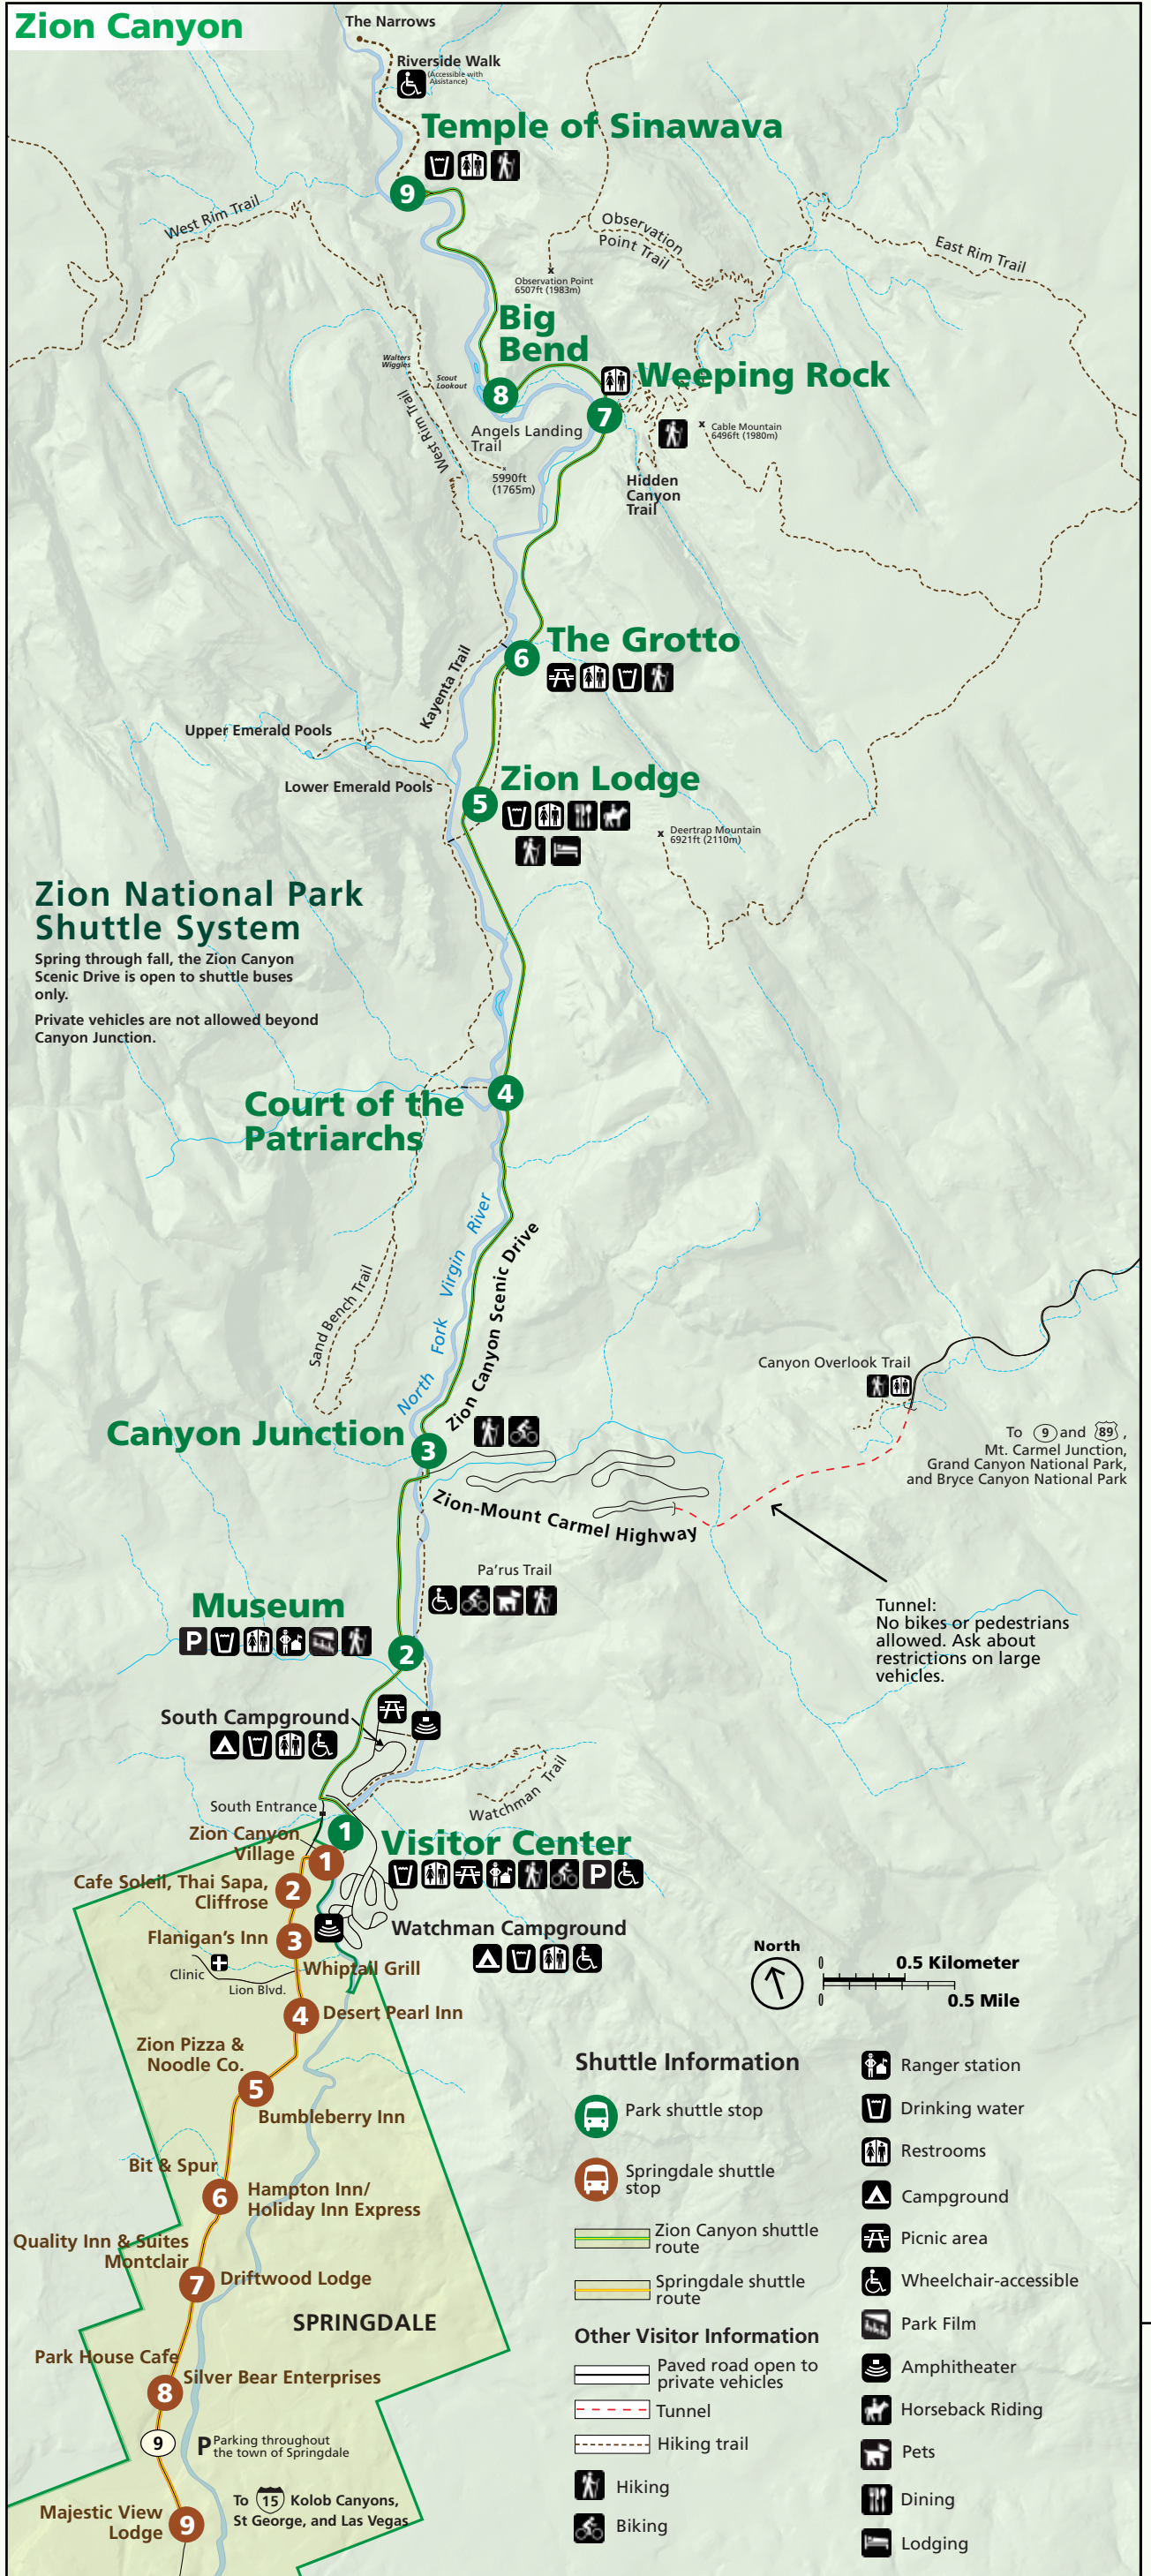 Zion Canyon
The Narrows
Riverside Walk
(Accessible with
Assistance)
Temple of Sinawava
9
West Rim Trail
Observation
Point Trail
East Rim Trail
x
Observation Point
6507ft (1983m)
Big
Bend
8
Walters
Wiggles
Scout
Lookout
West Rim Trail
Weeping Rock
7
Angels Landing
Trail
5990ft
(1765m)
x Cable Mountain
6496ft (1980m)
Hidden
Canyon
Trail
The Grotto
6
Kayenta Trail
Upper Emerald Pools
Lower Emerald Pools
Zion Lodge
5
x Deertrap Mountain
6921ft (2110m)
Zion National Park
Shuttle System
Spring through fall, the Zion Canyon
Scenic Drive is open to shuttle buses
only.
Private vehicles are not allowed beyond
Canyon Junction.
4
Court of the
Patriarchs
North Fork Virgin River
Zion Canyon Scenic Drive
Sand Bench Trail
Canyon Overlook Trail
Canyon Junction
3
To 9 and 89 ,
Mt. Carmel Junction,
Grand Canyon National Park,
and Bryce Canyon National Park
Zion-Mount Carmel Highway
Pa'rus Trail
Tunnel:
No bikes or pedestrians
allowed. Ask about
restrictions on large
vehicles.
Museum
P
2
South Campground
Watchman Trail
South Entrance
1
Visitor Center
P
Zion Canyon
Village
1
Cafe Soleil, Thai Sapa,
Cliffrose
2
Flanigan's Inn
3
Watchman Campground
Clinic
Lion Blvd.
Whiptail Grill
4
Desert Pearl Inn
Zion Pizza &
Noodle Co.
5
Bumbleberry Inn
Bit & Spur
6
Hampton Inn/
Holiday Inn Express
Quality Inn & Suites
Montclair
7
Driftwood Lodge
SPRINGDALE
Park House Cafe
Silver Bear Enterprises
8
9
P Parking throughout
the town of Springdale
To 15 Kolob Canyons,
St George, and Las Vegas
Majestic View
Lodge
9
North
0 0.5 Kilometer
0 0.5 Mile
Shuttle Information
Park shuttle stop
Springdale shuttle
stop
Zion Canyon shuttle
route
Springdale shuttle
route
Other Visitor Information
Paved road open to
private vehicles
Tunnel
Hiking trail
Hiking
Biking
Ranger station
Drinking water
Restrooms
Campground
Picnic area
Wheelchair-accessible
Park Film
Amphitheater
Horseback Riding
Pets
Dining
Lodging